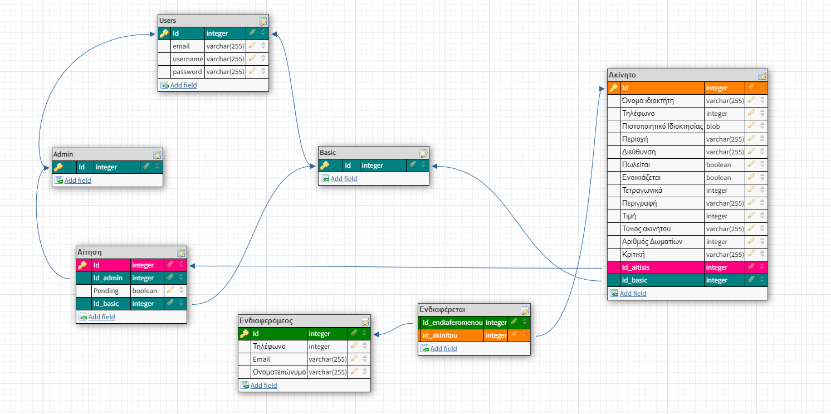 Users
Id integer
email varchar(255)
username varchar(255)
password varchar(255)
Add field
Admin
Id integer
Add field
Basic
Id integer
Add field
Ακίνητο
Id integer
Όνομα ιδιοκτήτη varchar(255)
Τηλέφωνο integer
Πιστοποιητικό Ιδιοκτησίας blob
Περιοχή varchar(255)
Διεύθυνση varchar(255)
Πωλείται boolean
Ενοικιάζεται boolean
Τετραγωνικά integer
Περιγραφή varchar(255)
Τιμή integer
Τύπος ακινήτου varchar(255)
Αριθμός Δωματίων integer
Κριτική varchar(255)
Id_aitisis integer
Id_basic integer
Add field
Αίτηση
Id integer
Id_admin integer
Pending boolean
Id_basic integer
Add field
Ενδιαφερόμεος
Id integer
Τηλέφωνο integer
Email varchar(255)
Ονοματεπώνυμο varchar(255)
Add field
Ενδιαφέρεται
Id_endiaferomenou integer
Id_akinitou integer
Add field